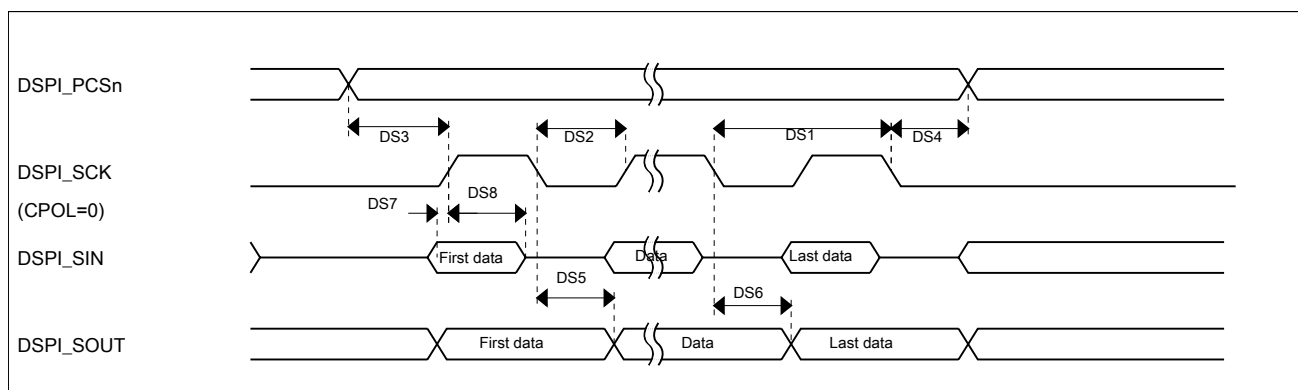 DSPI_PCSn
DS3
DS2
DS1
DS4
DSPI_SCK
(CPOL=0)
DS7
DS8
DSPI_SIN
First data
Data
Last data
DS5
DS6
DSPI_SOUT
First data
Data
Last data